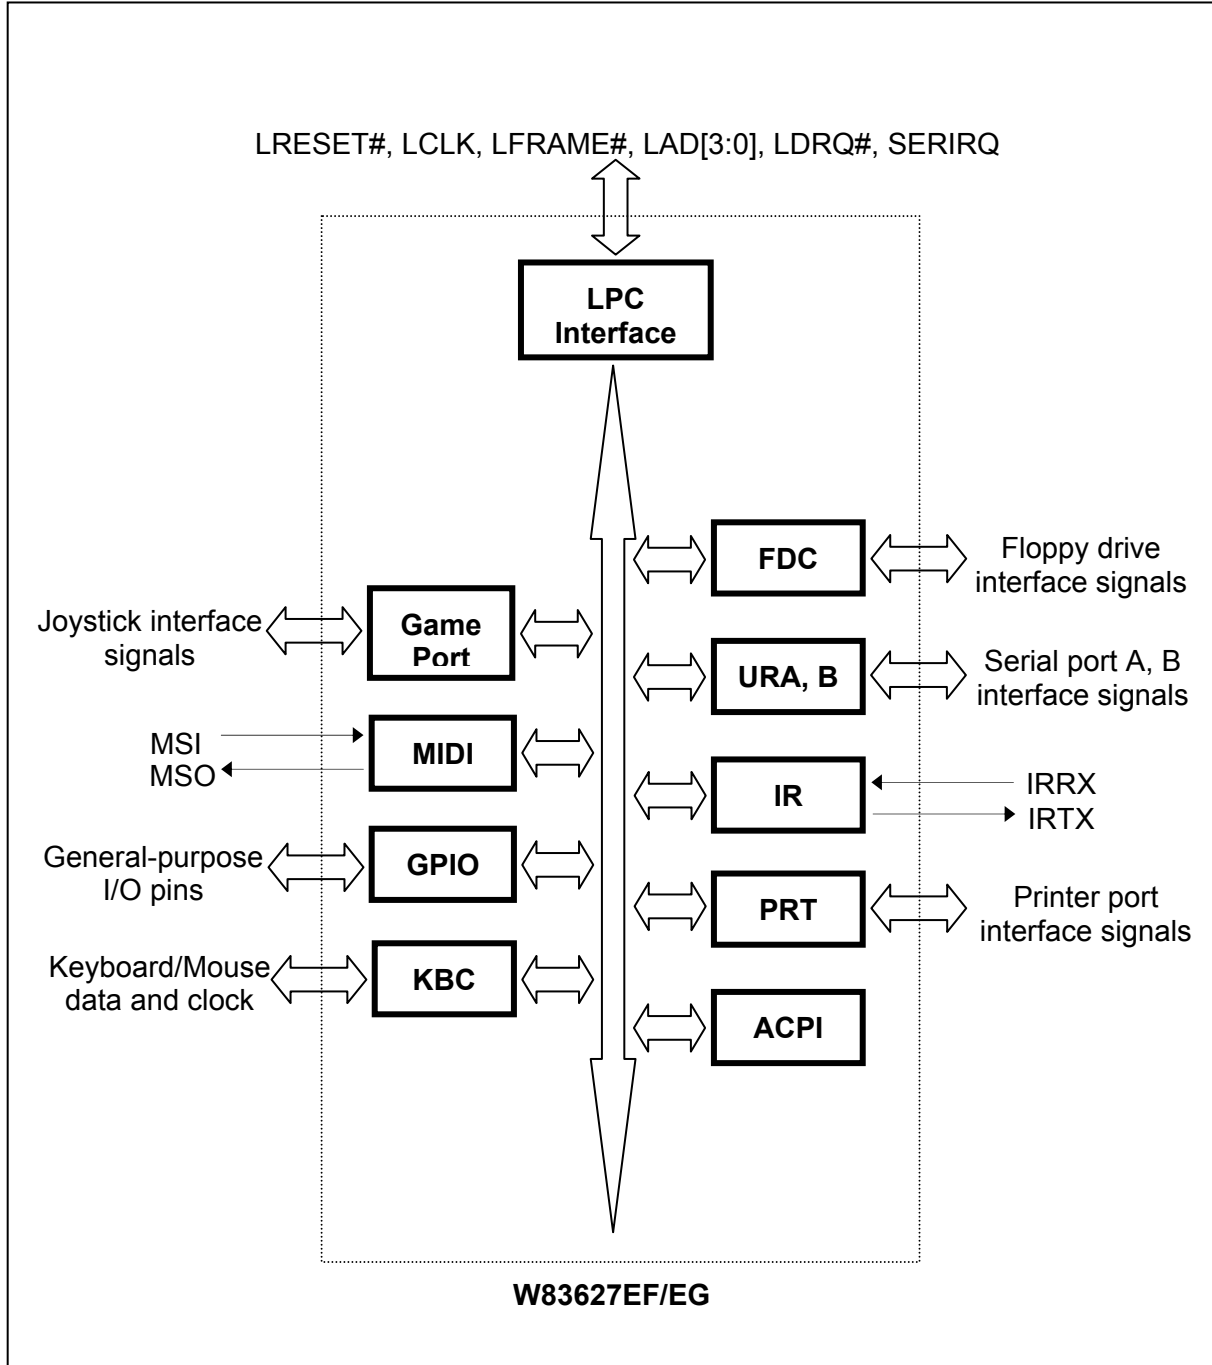 LRESET#, LCLK, LFRAME#, LAD[3:0], LDRQ#, SERIRQ
LPC
Interface
FDC
Floppy drive
interface signals
Joystick interface
signals
Game
Port
URA, B
Serial port A, B
interface signals
MSI
MSO
MIDI
IR
IRRX
IRTX
General-purpose
I/O pins
GPIO
PRT
Printer port
interface signals
Keyboard/Mouse
data and clock
KBC
ACPI
W83627EF/EG